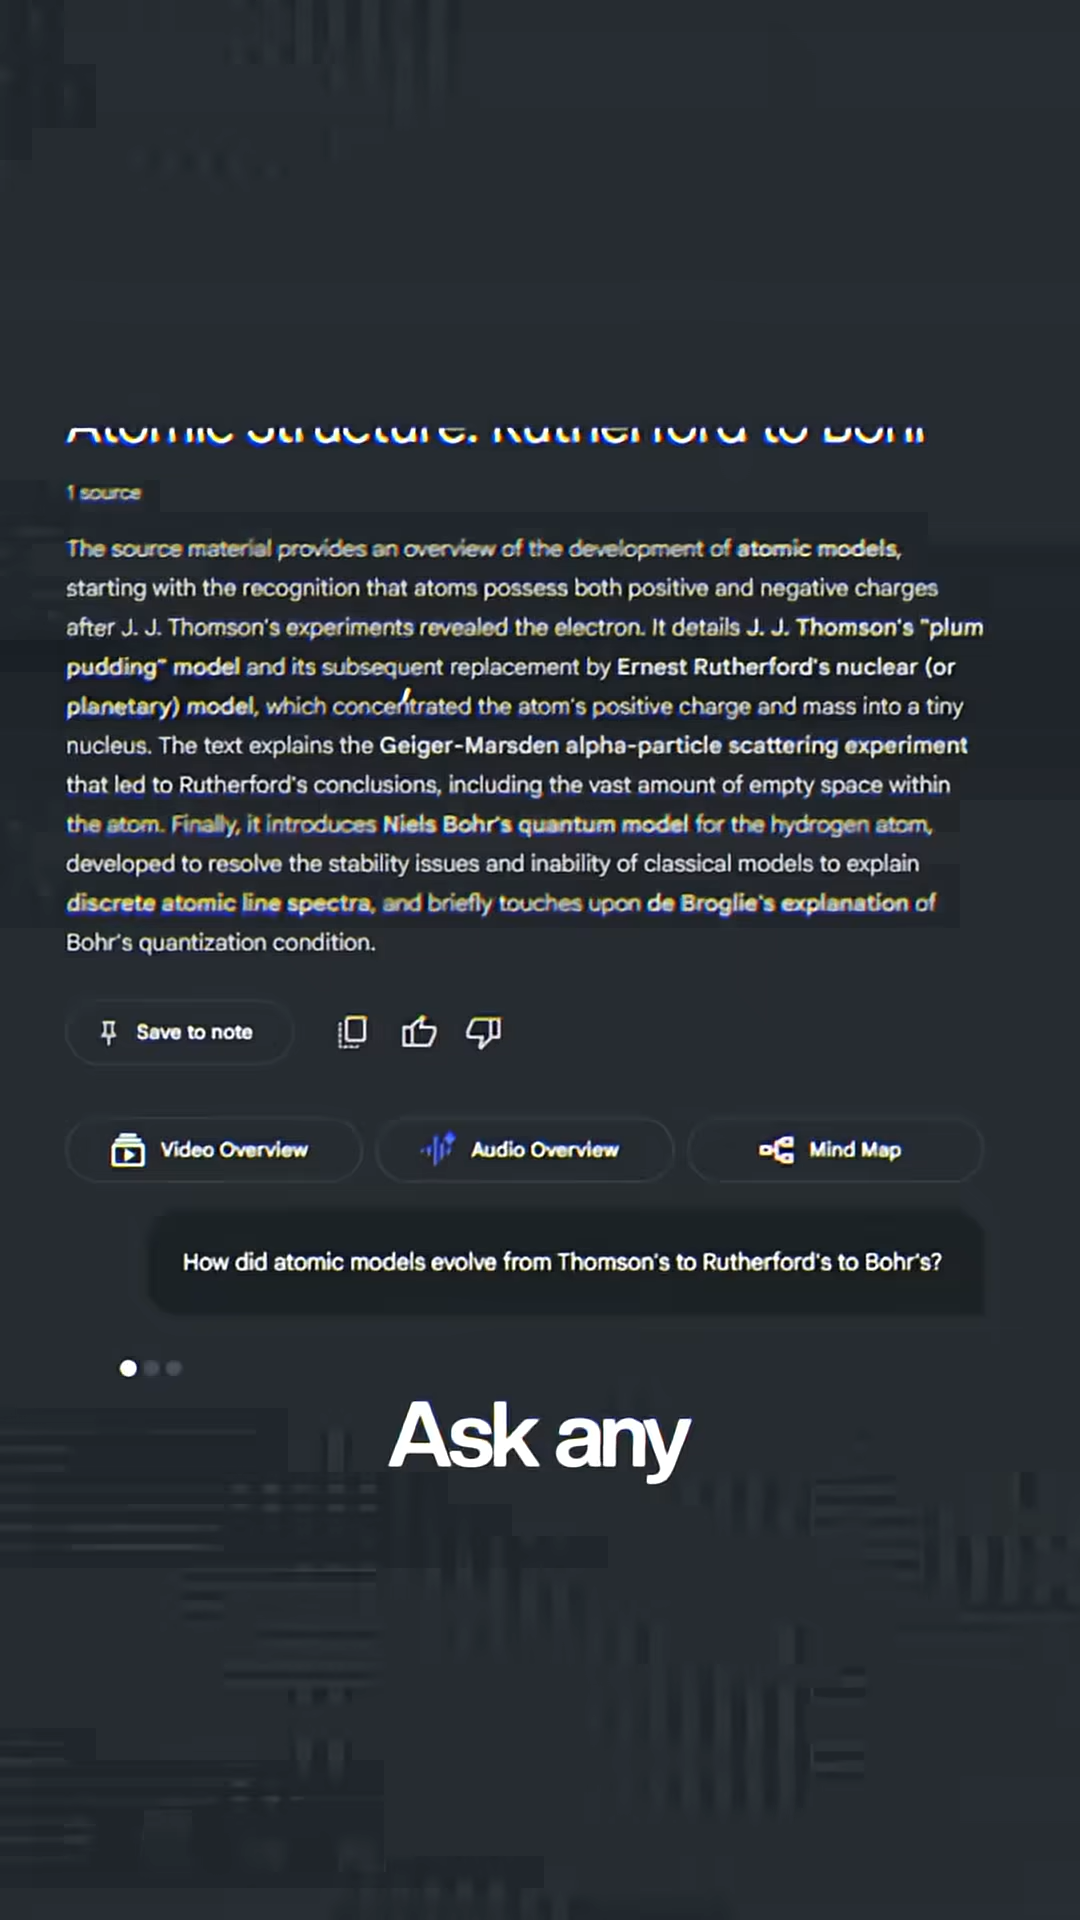 Atomic Structure: Rutherford to Bohr
1 source
The source material provides an overview of the development of atomic models,
starting with the recognition that atoms possess both positive and negative charges
after J. J. Thomson's experiments revealed the electron. It details J. J. Thomson's "plum
pudding" model and its subsequent replacement by Ernest Rutherford's nuclear (or
planetary) model, which concentrated the atom's positive charge and mass into a tiny
nucleus. The text explains the Geiger-Marsden alpha-particle scattering experiment
that led to Rutherford's conclusions, including the vast amount of empty space within
the atom. Finally, it introduces Niels Bohr's quantum model for the hydrogen atom,
developed to resolve the stability issues and inability of classical models to explain
discrete atomic line spectra, and briefly touches upon de Broglie's explanation of
Bohr's quantization condition.
Save to note
Video Overview Audio Overview Mind Map
How did atomic models evolve from Thomson's to Rutherford's to Bohr's?
Ask any